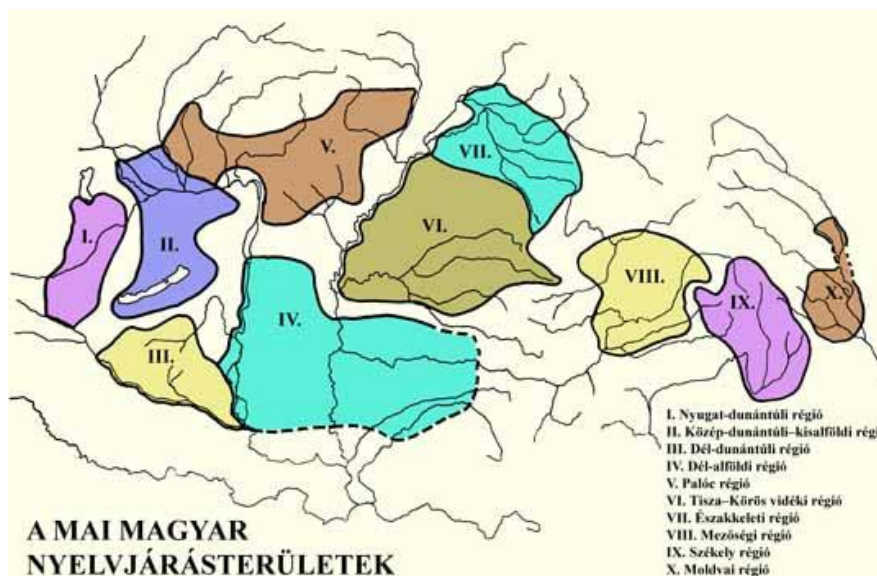 V.
VII.
I.
II.
VI.
VIII.
IV.
IX.
X.
III.
I. Nyugat-dunántúli régió
II. Közép-dunántúli–kisalföldi régi
III. Dél-dunántúli régió
IV. Dél-alföldi régió
V. Palóc régió
VI. Tisza–Körös vidéki régió
VII. Északkeleti régió
VIII. Mezőségi régió
IX. Székely régió
X. Moldvai régió
A MAI MAGYAR
NYELVJÁRÁSTERÜLETEK